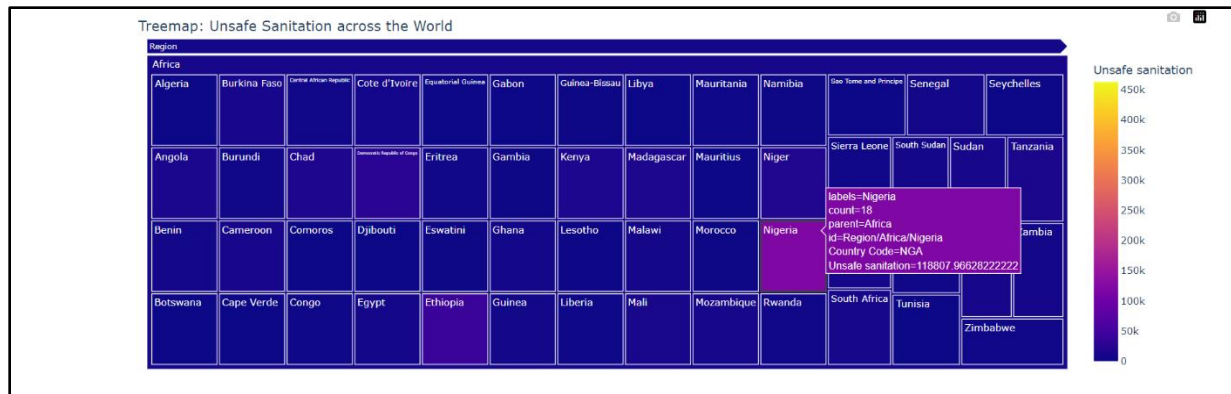 Treemap: Unsafe Sanitation across the World
Region
Africa
Algeria
Burkina Faso
Central African Republic
Cote d'Ivoire
Equatorial Guinea
Gabon
Guinea-Bissau
Libya
Mauritania
Namibia
Sao Tome and Principe
Senegal
Seychelles
Angola
Burundi
Chad
Democratic Republic of Congo
Eritrea
Gambia
Kenya
Madagascar
Mauritius
Niger
Sierra Leone
South Sudan
Sudan
Tanzania
Benin
Cameroon
Comoros
Djibouti
Eswatini
Ghana
Lesotho
Malawi
Morocco
Nigeria
labels=Nigeria
count=18
parent=Africa
id=Region/Africa/Nigeria
Country Code=NGA
Unsafe sanitation=118807.96628222222
ambia
Botswana
Cape Verde
Congo
Egypt
Ethiopia
Guinea
Liberia
Mali
Mozambique
Rwanda
South Africa
Tunisia
Zimbabwe
Unsafe sanitation
450k
400k
350k
300k
250k
200k
150k
100k
50k
0